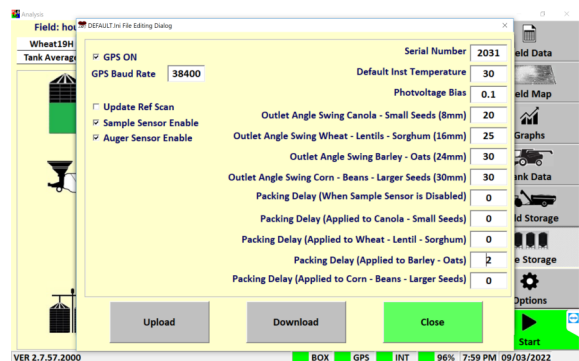 Analysis
DEFAULT.Ini File Editing Dialog
Field: hou
Wheat19H
Tank Average
GPS ON
GPS Baud Rate 38400
Update Ref Scan
Sample Sensor Enable
Auger Sensor Enable
Serial Number 2031
Default Inst Temperature 30
Photovoltage Bias 0.1
Outlet Angle Swing Canola - Small Seeds (8mm) 20
Outlet Angle Swing Wheat - Lentils - Sorghum (16mm) 25
Outlet Angle Swing Barley - Oats (24mm) 30
Outlet Angle Swing Corn - Beans - Larger Seeds (30mm) 30
Packing Delay (When Sample Sensor is Disabled) 0
Packing Delay (Applied to Canola - Small Seeds) 0
Packing Delay (Applied to Wheat - Lentil - Sorghum) 0
Packing Delay (Applied to Barley - Oats) 2
Packing Delay (Applied to Corn - Beans - Larger Seeds) 0
Upload
Download
Close
eld Data
eld Map
Graphs
nk Data
ld Storage
e Storage
Options
Start
VER 2.7.57.2000
BOX GPS INT 96% 7:59 PM 09/03/2022